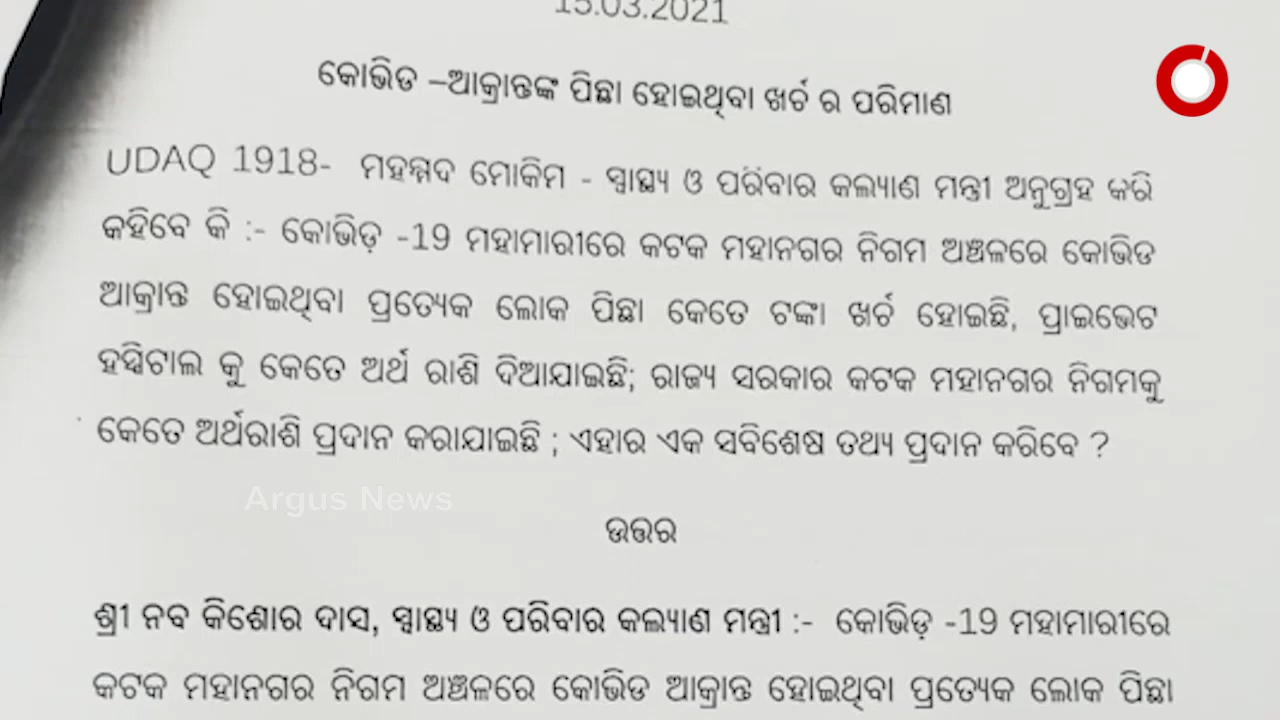 15.03.2021
କୋଭିଡ –ଆକ୍ରାନ୍ତଙ୍କ ପିଛା ହୋଇଥିବା ଖର୍ଚ ର ପରିମାଣ
UDAQ 1918- ମହମ୍ମଦ ମୋକିମ - ସ୍ୱାସ୍ଥ୍ୟ ଓ ପରିବାର କଲ୍ୟାଣ ମନ୍ତ୍ରୀ ଅନୁଗ୍ରହ କରି
କହିବେ କି :- କୋଭିଡ଼ -19 ମହାମାରୀରେ କଟକ ମହାନଗର ନିଗମ ଅଞ୍ଚଳରେ କୋଭିଡ
ଆକ୍ରାନ୍ତ ହୋଇଥିବା ପ୍ରତ୍ୟେକ ଲୋକ ପିଛା କେତେ ଟଙ୍କା ଖର୍ଚ ହୋଇଛି, ପ୍ରାଇଭେଟ
ହସ୍ପିଟାଲ କୁ କେତେ ଅର୍ଥ ରାଶି ଦିଆଯାଇଛି; ରାଜ୍ୟ ସରକାର କଟକ ମହାନଗର ନିଗମକୁ
କେତେ ଅର୍ଥରାଶି ପ୍ରଦାନ କରାଯାଇଛି ; ଏହାର ଏକ ସବିଶେଷ ତଥ୍ୟ ପ୍ରଦାନ କରିବେ ?
Argus News
ଉତ୍ତର
ଶ୍ରୀ ନବ କିଶୋର ଦାସ, ସ୍ୱାସ୍ଥ୍ୟ ଓ ପରିବାର କଲ୍ୟାଣ ମନ୍ତ୍ରୀ :- କୋଭିଡ଼ -19 ମହାମାରୀରେ
କଟକ ମହାନଗର ନିଗମ ଅଞ୍ଚଳରେ କୋଭିଡ ଆକ୍ରାନ୍ତ ହୋଇଥିବା ପ୍ରତ୍ୟେକ ଲୋକ ପିଛା